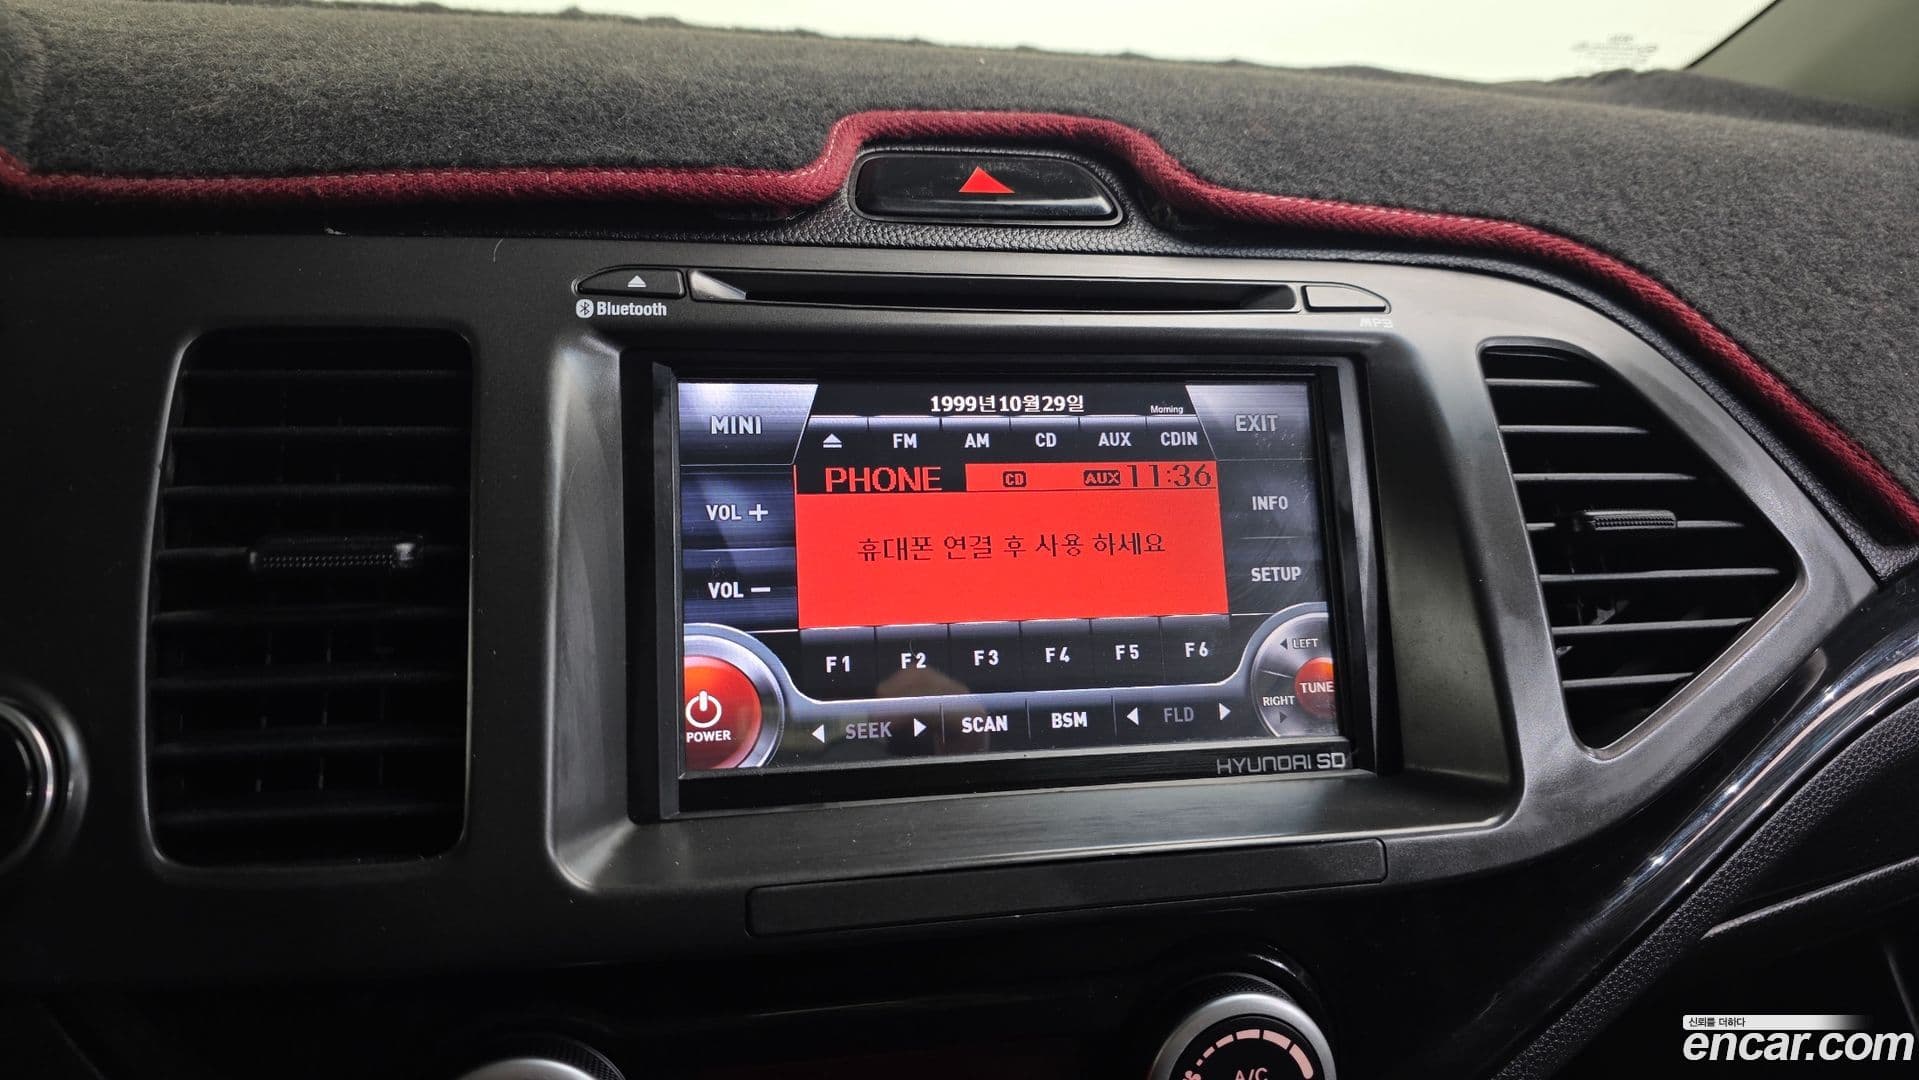 Bluetooth
MP3
1999년10월29일
Morning
MINI
FM
AM
CD
AUX
CDIN
EXIT
PHONE
CD
AUX
11:36
VOL +
INFO
휴대폰 연결 후 사용 하세요
VOL –
SETUP
F1
F2
F3
F4
F5
F6
LEFT
TUNE
RIGHT
POWER
SEEK
SCAN
BSM
FLD
HYUNDAI SD
A/C
신뢰를 더하다
encar.com